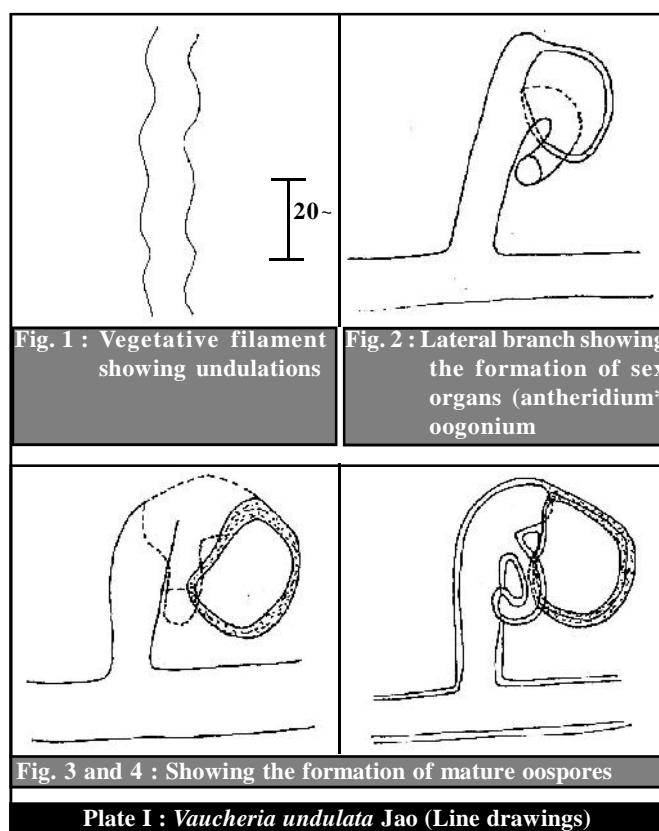 20~
Fig. 1 : Vegetative filament
showing undulations
Fig. 2 : Lateral branch showing
the formation of sex
organs (antheridium*
oogonium
Fig. 3 and 4 : Showing the formation of mature oospores
Plate I : Vaucheria undulata Jao (Line drawings)